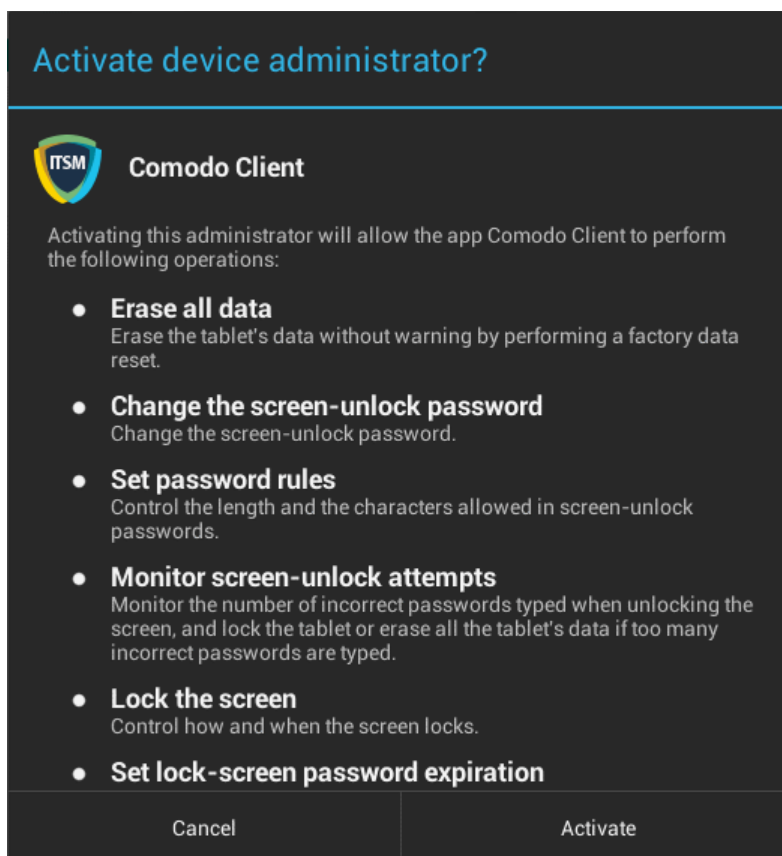 Activate device administrator?
ITSM
Comodo Client
Activating this administrator will allow the app Comodo Client to perform
the following operations:
● Erase all data
Erase the tablet's data without warning by performing a factory data
reset.
● Change the screen-unlock password
Change the screen-unlock password.
● Set password rules
Control the length and the characters allowed in screen-unlock
passwords.
● Monitor screen-unlock attempts
Monitor the number of incorrect passwords typed when unlocking the
screen, and lock the tablet or erase all the tablet's data if too many
incorrect passwords are typed.
● Lock the screen
Control how and when the screen locks.
● Set lock-screen password expiration
Cancel
Activate